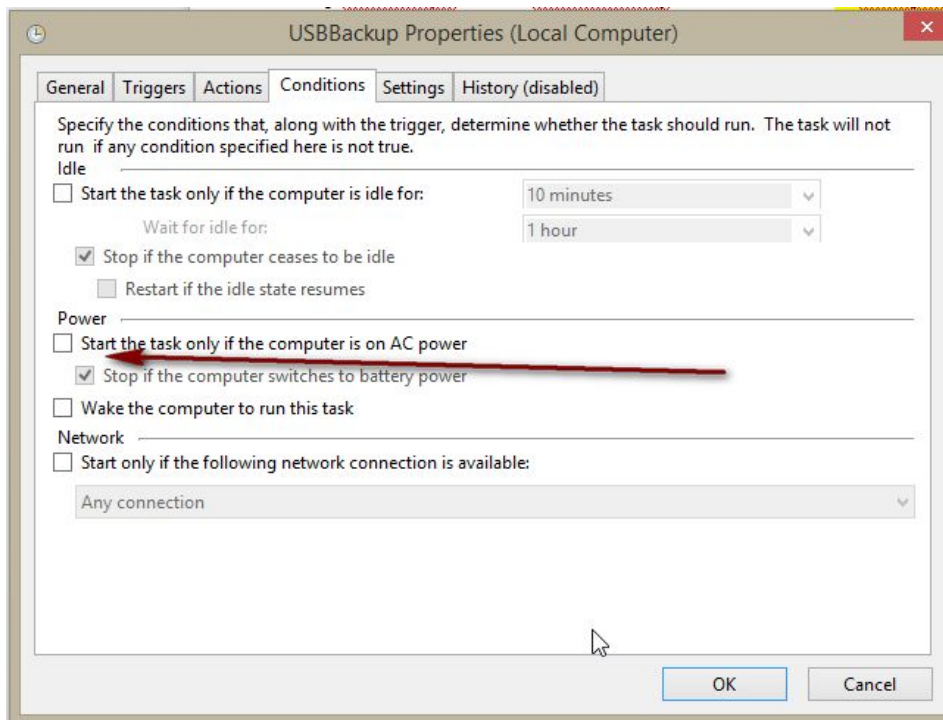 USBBackup Properties (Local Computer)
General Triggers Actions Conditions Settings History (disabled)
Specify the conditions that, along with the trigger, determine whether the task should run.  The task will not
run  if any condition specified here is not true.
Idle
Start the task only if the computer is idle for: 10 minutes
Wait for idle for: 1 hour
Stop if the computer ceases to be idle
Restart if the idle state resumes
Power
Start the task only if the computer is on AC power
Stop if the computer switches to battery power
Wake the computer to run this task
Network
Start only if the following network connection is available:
Any connection
OK Cancel